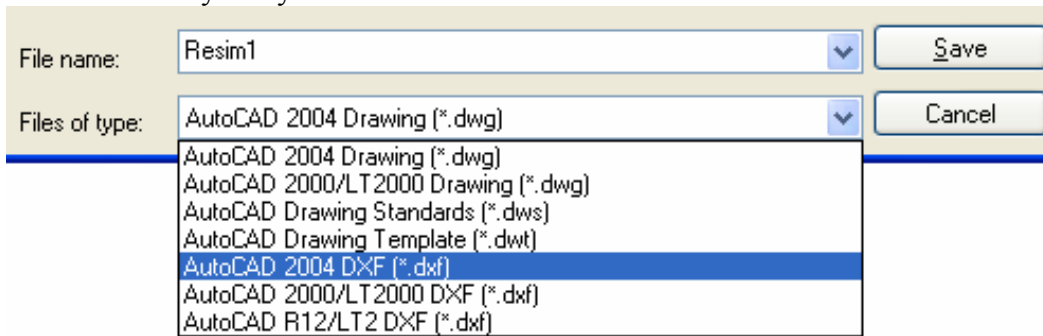 File name:
Resim1
Save
Files of type:
AutoCAD 2004 Drawing (*.dwg)
Cancel
AutoCAD 2004 Drawing (*.dwg)
AutoCAD 2000/LT2000 Drawing (*.dwg)
AutoCAD Drawing Standards (*.dws)
AutoCAD Drawing Template (*.dwt)
AutoCAD 2004 DXF (*.dxf)
AutoCAD 2000/LT2000 DXF (*.dxf)
AutoCAD R12/LT2 DXF (*.dxf)